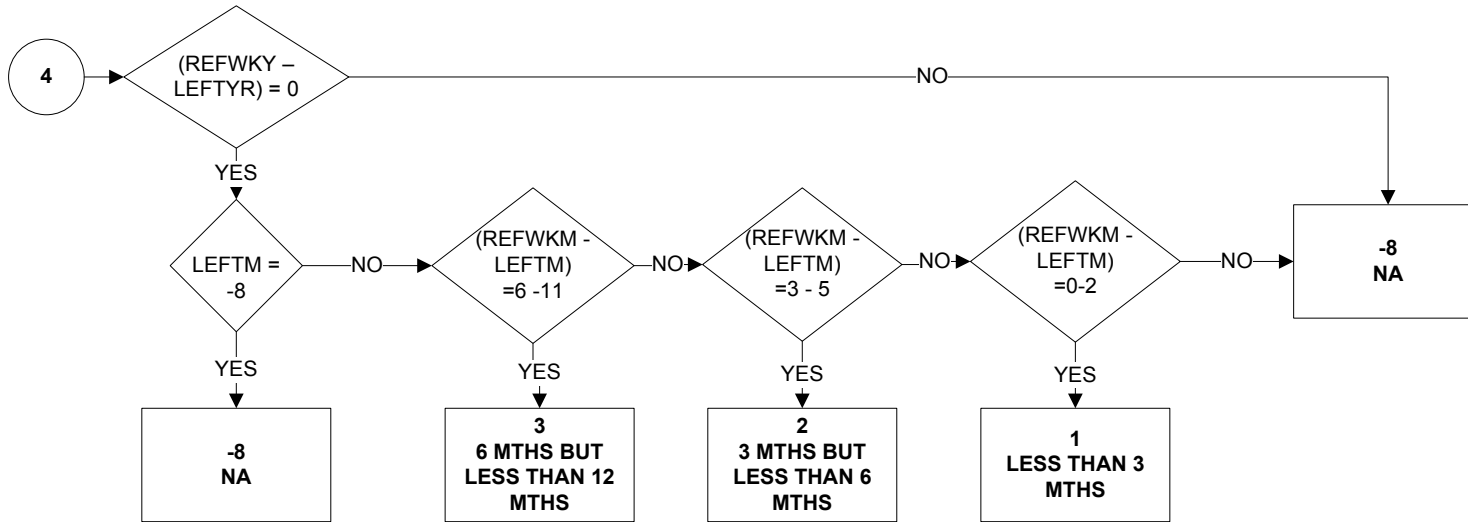 4
(REFWKY –
LEFTYR) = 0
NO
YES
LEFTM =
-8
NO
(REFWKM -
LEFTM)
=6 -11
NO
(REFWKM -
LEFTM)
=3 - 5
NO
(REFWKM -
LEFTM)
=0-2
NO
-8
NA
YES
YES
YES
YES
-8
NA
3
6 MTHS BUT
LESS THAN 12
MTHS
2
3 MTHS BUT
LESS THAN 6
MTHS
1
LESS THAN 3
MTHS